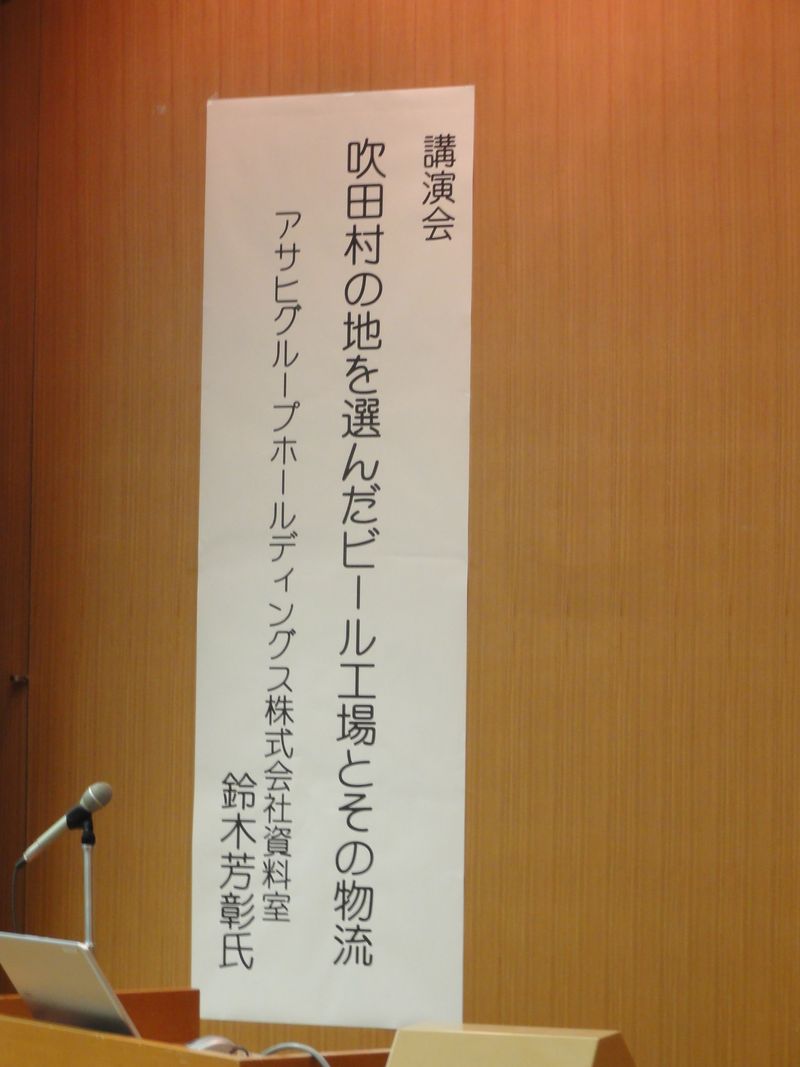 講演会
吹田村の地を選んだビール工場とその物流
アサヒグループホールディングス株式会社資料室
鈴木芳彰氏